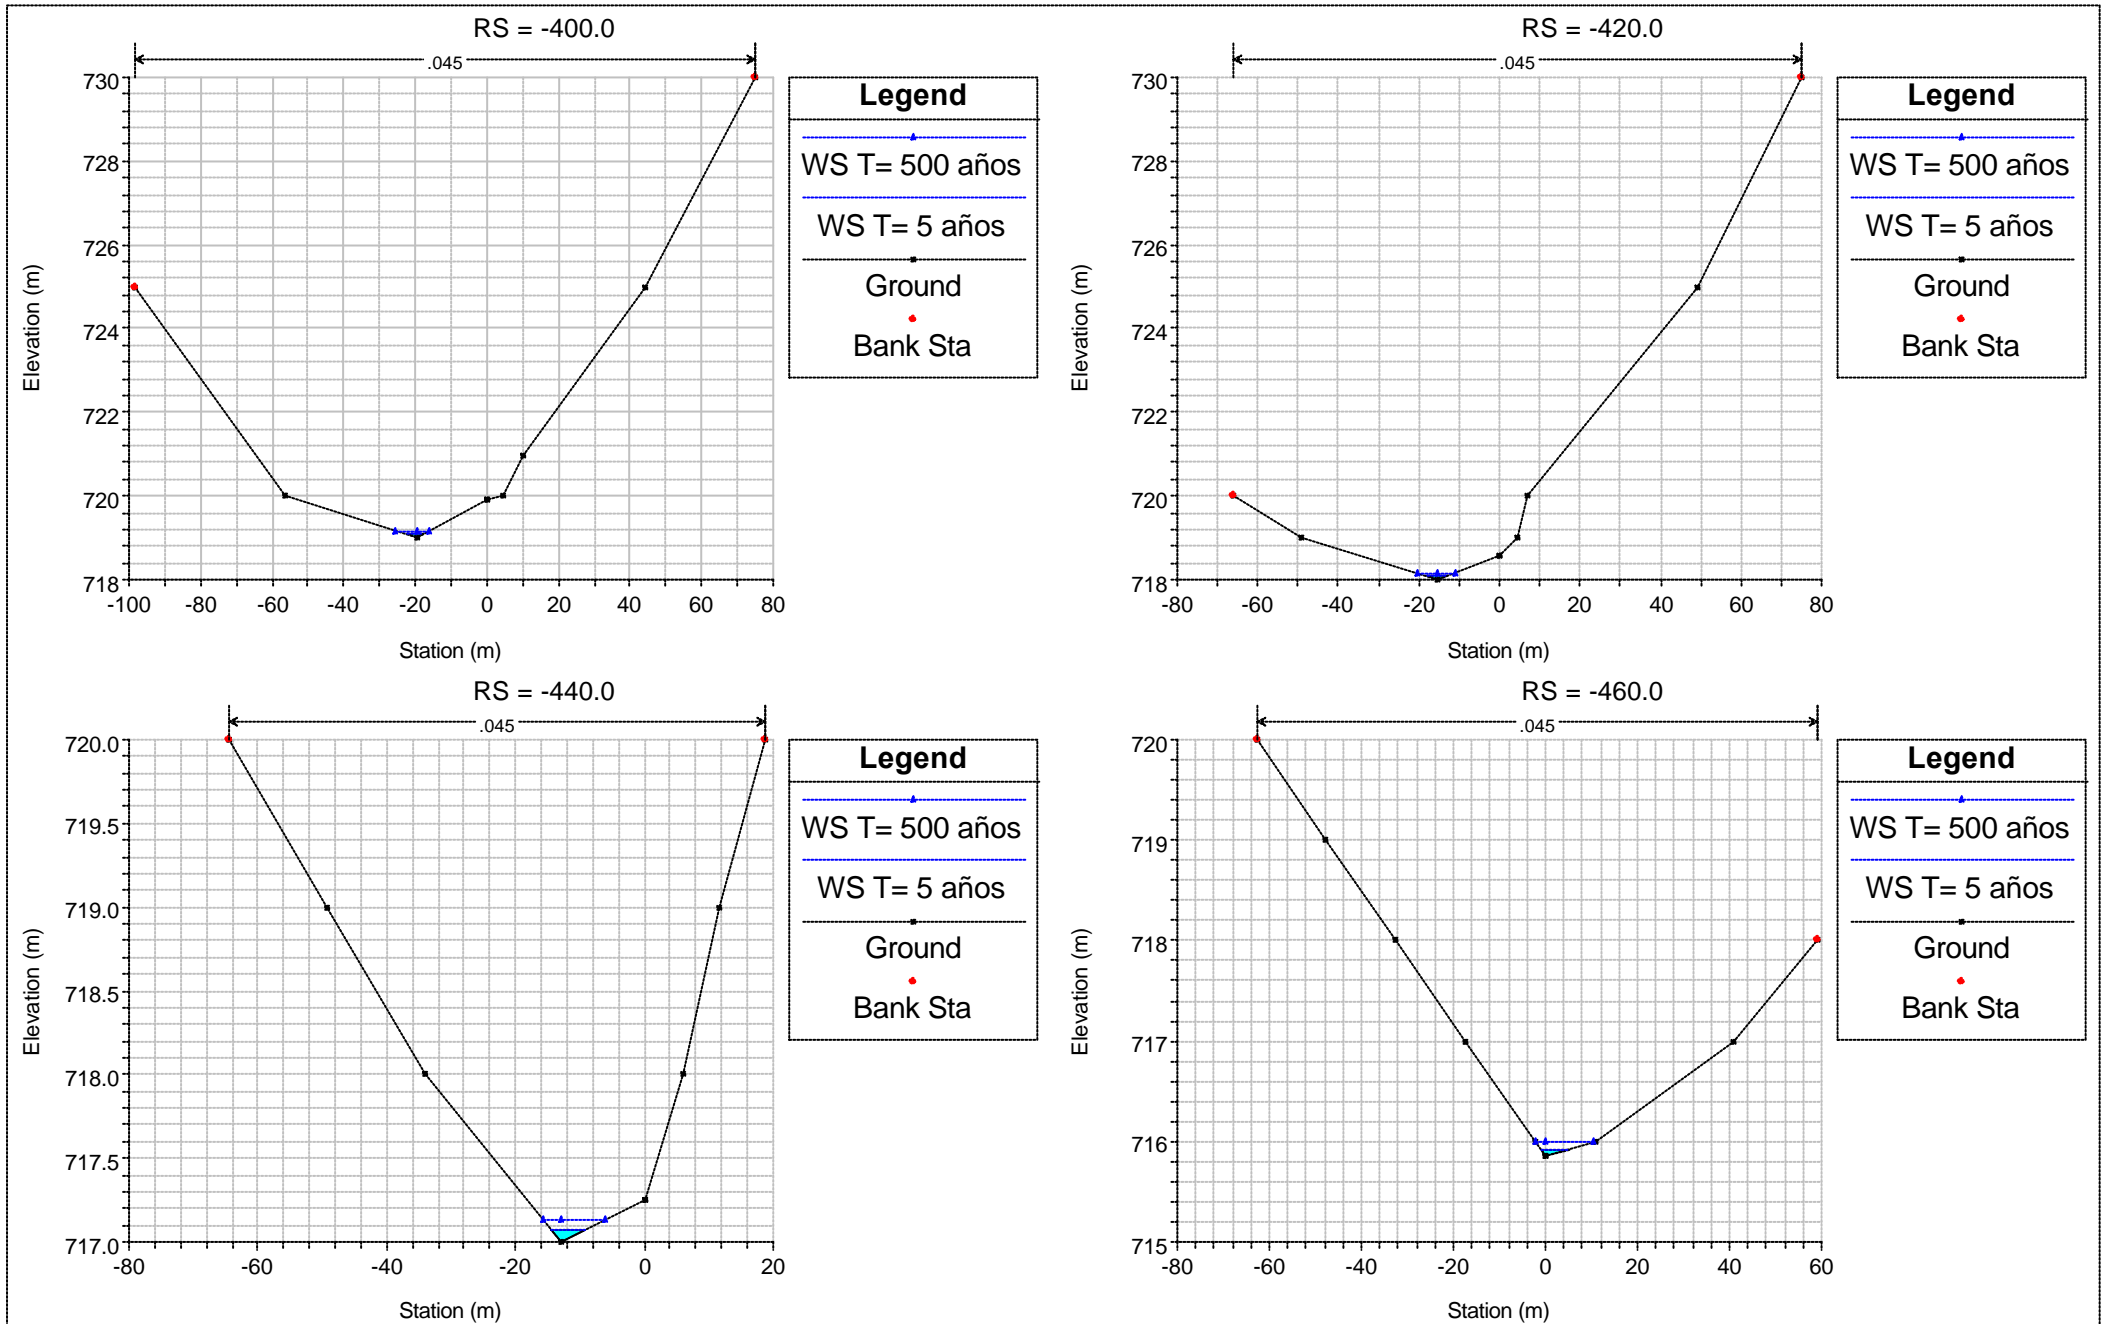 RS = -400.0
.045
730
728
726
724
722
720
718
Elevation (m)
-100 -80 -60 -40 -20 0 20 40 60 80
Station (m)
Legend
WS T= 500 años
WS T= 5 años
Ground
Bank Sta
RS = -420.0
.045
730
728
726
724
722
720
718
Elevation (m)
-80 -60 -40 -20 0 20 40 60 80
Station (m)
Legend
WS T= 500 años
WS T= 5 años
Ground
Bank Sta
RS = -440.0
.045
720.0
719.5
719.0
718.5
718.0
717.5
717.0
Elevation (m)
-80 -60 -40 -20 0 20
Station (m)
Legend
WS T= 500 años
WS T= 5 años
Ground
Bank Sta
RS = -460.0
.045
720
719
718
717
716
715
Elevation (m)
-80 -60 -40 -20 0 20 40 60
Station (m)
Legend
WS T= 500 años
WS T= 5 años
Ground
Bank Sta